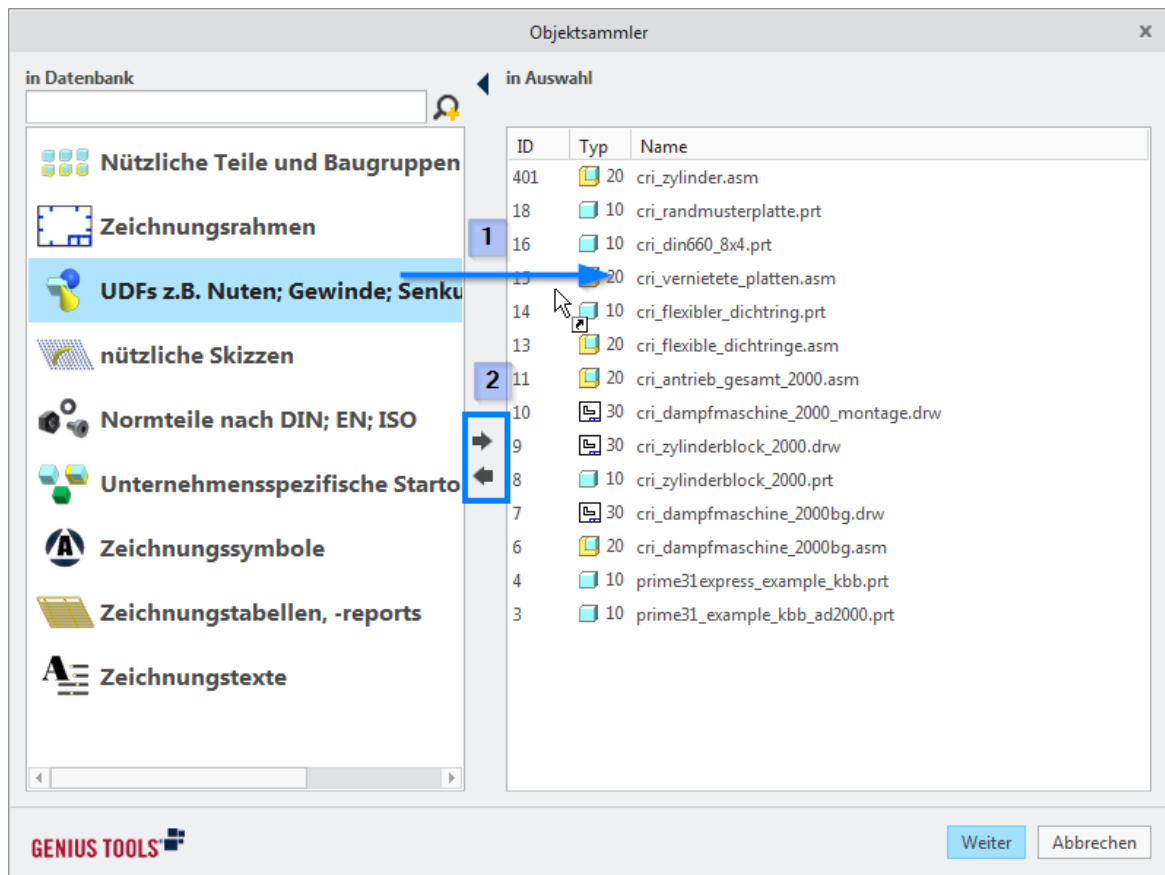 Objektsammler
in Datenbank
in Auswahl
Nützliche Teile und Baugruppen
Zeichnungsrahmen
UDFs z.B. Nuten; Gewinde; Senku
nützliche Skizzen
Normteile nach DIN; EN; ISO
Unternehmensspezifische Starto
Zeichnungssymbole
Zeichnungstabellen, -reports
Zeichnungstexte
1
2
ID Typ Name
401 20 cri_zylinder.asm
18 10 cri_randmusterplatte.prt
16 10 cri_din660_8x4.prt
15 20 cri_vernietete_platten.asm
14 10 cri_flexibler_dichtring.prt
13 20 cri_flexible_dichtringe.asm
11 20 cri_antrieb_gesamt_2000.asm
10 30 cri_dampfmaschine_2000_montage.drw
9 30 cri_zylinderblock_2000.drw
8 10 cri_zylinderblock_2000.prt
7 30 cri_dampfmaschine_2000bg.drw
6 20 cri_dampfmaschine_2000bg.asm
4 10 prime31express_example_kbb.prt
3 10 prime31_example_kbb_ad2000.prt
GENIUS TOOLS
Weiter
Abbrechen